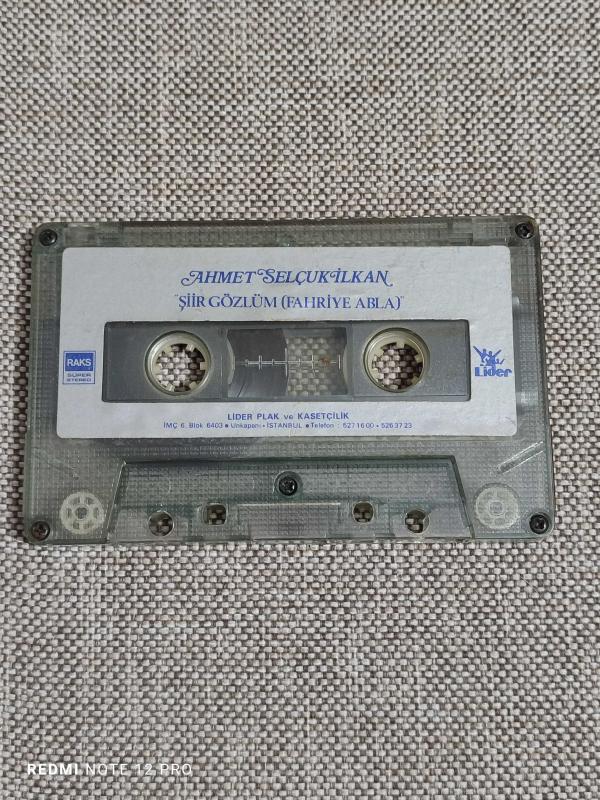 AHMET SELÇUK İLKAN
"ŞİİR GÖZLÜM (FAHRİYE ABLA)"
RAKS
SÜPER
STEREO
Lider
LİDER PLAK ve KASETÇİLİK
İMÇ 6. Blok 6403 • Unkapanı • İSTANBUL • Telefon : 527 16 00 • 526 37 23
REDMI NOTE 12 PRO